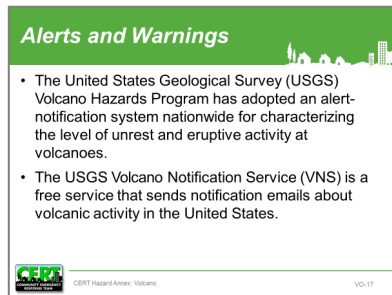 Alerts and Warnings
• The United States Geological Survey (USGS)
Volcano Hazards Program has adopted an alert-
notification system nationwide for characterizing
the level of unrest and eruptive activity at
volcanoes.
• The USGS Volcano Notification Service (VNS) is a
free service that sends notification emails about
volcanic activity in the United States.
CERT
COMMUNITY EMERGENCY
RESPONSE TEAM
CERT Hazard Annex: Volcano
VO-17